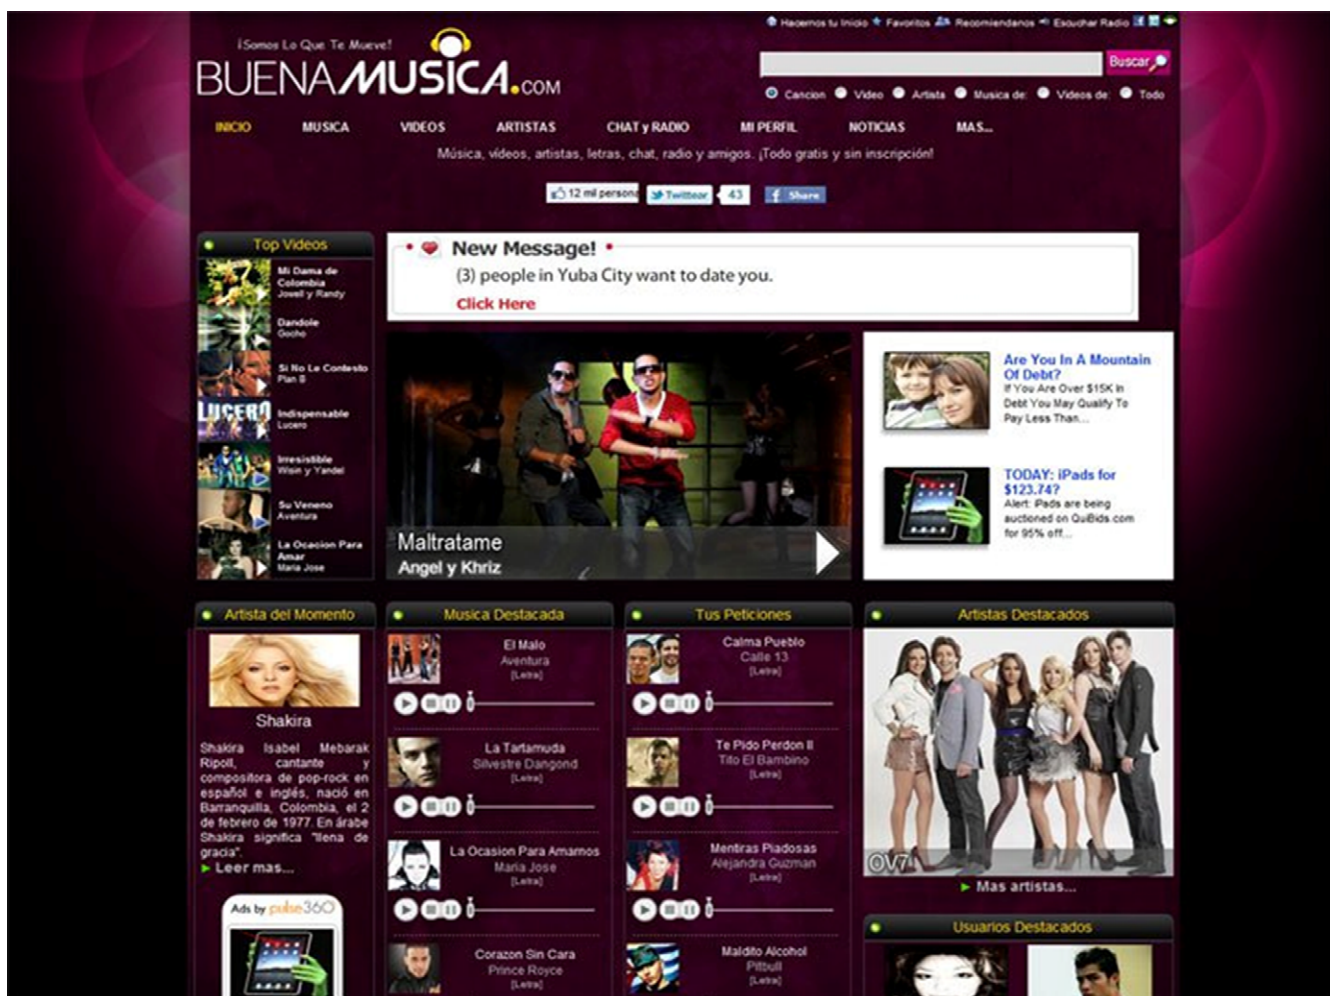 Hacernos tu Inicio Favoritos Recomiendanos Escuchar Radio
¡Somos Lo Que Te Mueve!
BUENAMUSICA.COM
Buscar
Cancion Video Artista Musica de: Videos de: Todo
INICIO MUSICA VIDEOS ARTISTAS CHAT y RADIO MI PERFIL NOTICIAS MAS...
Música, vídeos, artistas, letras, chat, radio y amigos. ¡Todo gratis y sin inscripción!
12 mil persona Twittear 43 Share
Top Videos
Mi Dama de
Colombia
Jowell y Randy
Dandole
Gocho
Si No Le Contesto
Plan B
LUCERO
Indispensable
Lucero
Irresistible
Wisin y Yandel
Su Veneno
Aventura
La Ocacion Para
Amar
Maria Jose
New Message!
(3) people in Yuba City want to date you.
Click Here
Maltratame
Angel y Khriz
Are You In A Mountain
Of Debt?
If You Are Over $15K In
Debt You May Qualify To
Pay Less Than...
TODAY: iPads for
$123.74?
Alert: iPads are being
auctioned on QuiBids.com
for 95% off...
Artista del Momento
Shakira
Shakira Isabel Mebarak
Ripoll, cantante y
compositora de pop-rock en
español e inglés, nació en
Barranquilla, Colombia, el 2
de febrero de 1977. En árabe
Shakira significa "llena de
gracia".
Leer mas...
Ads by pulse360
Musica Destacada
El Malo
Aventura
[Letra]
La Tartamuda
Silvestre Dangond
[Letra]
La Ocasion Para Amarnos
Maria Jose
[Letra]
Corazon Sin Cara
Prince Royce
[Letra]
Tus Peticiones
Calma Pueblo
Calle 13
[Letra]
Te Pido Perdon II
Tito El Bambino
[Letra]
Mentiras Piadosas
Alejandra Guzman
[Letra]
Maldito Alcohol
Pitbull
[Letra]
Artistas Destacados
OV7
Mas artistas...
Usuarios Destacados